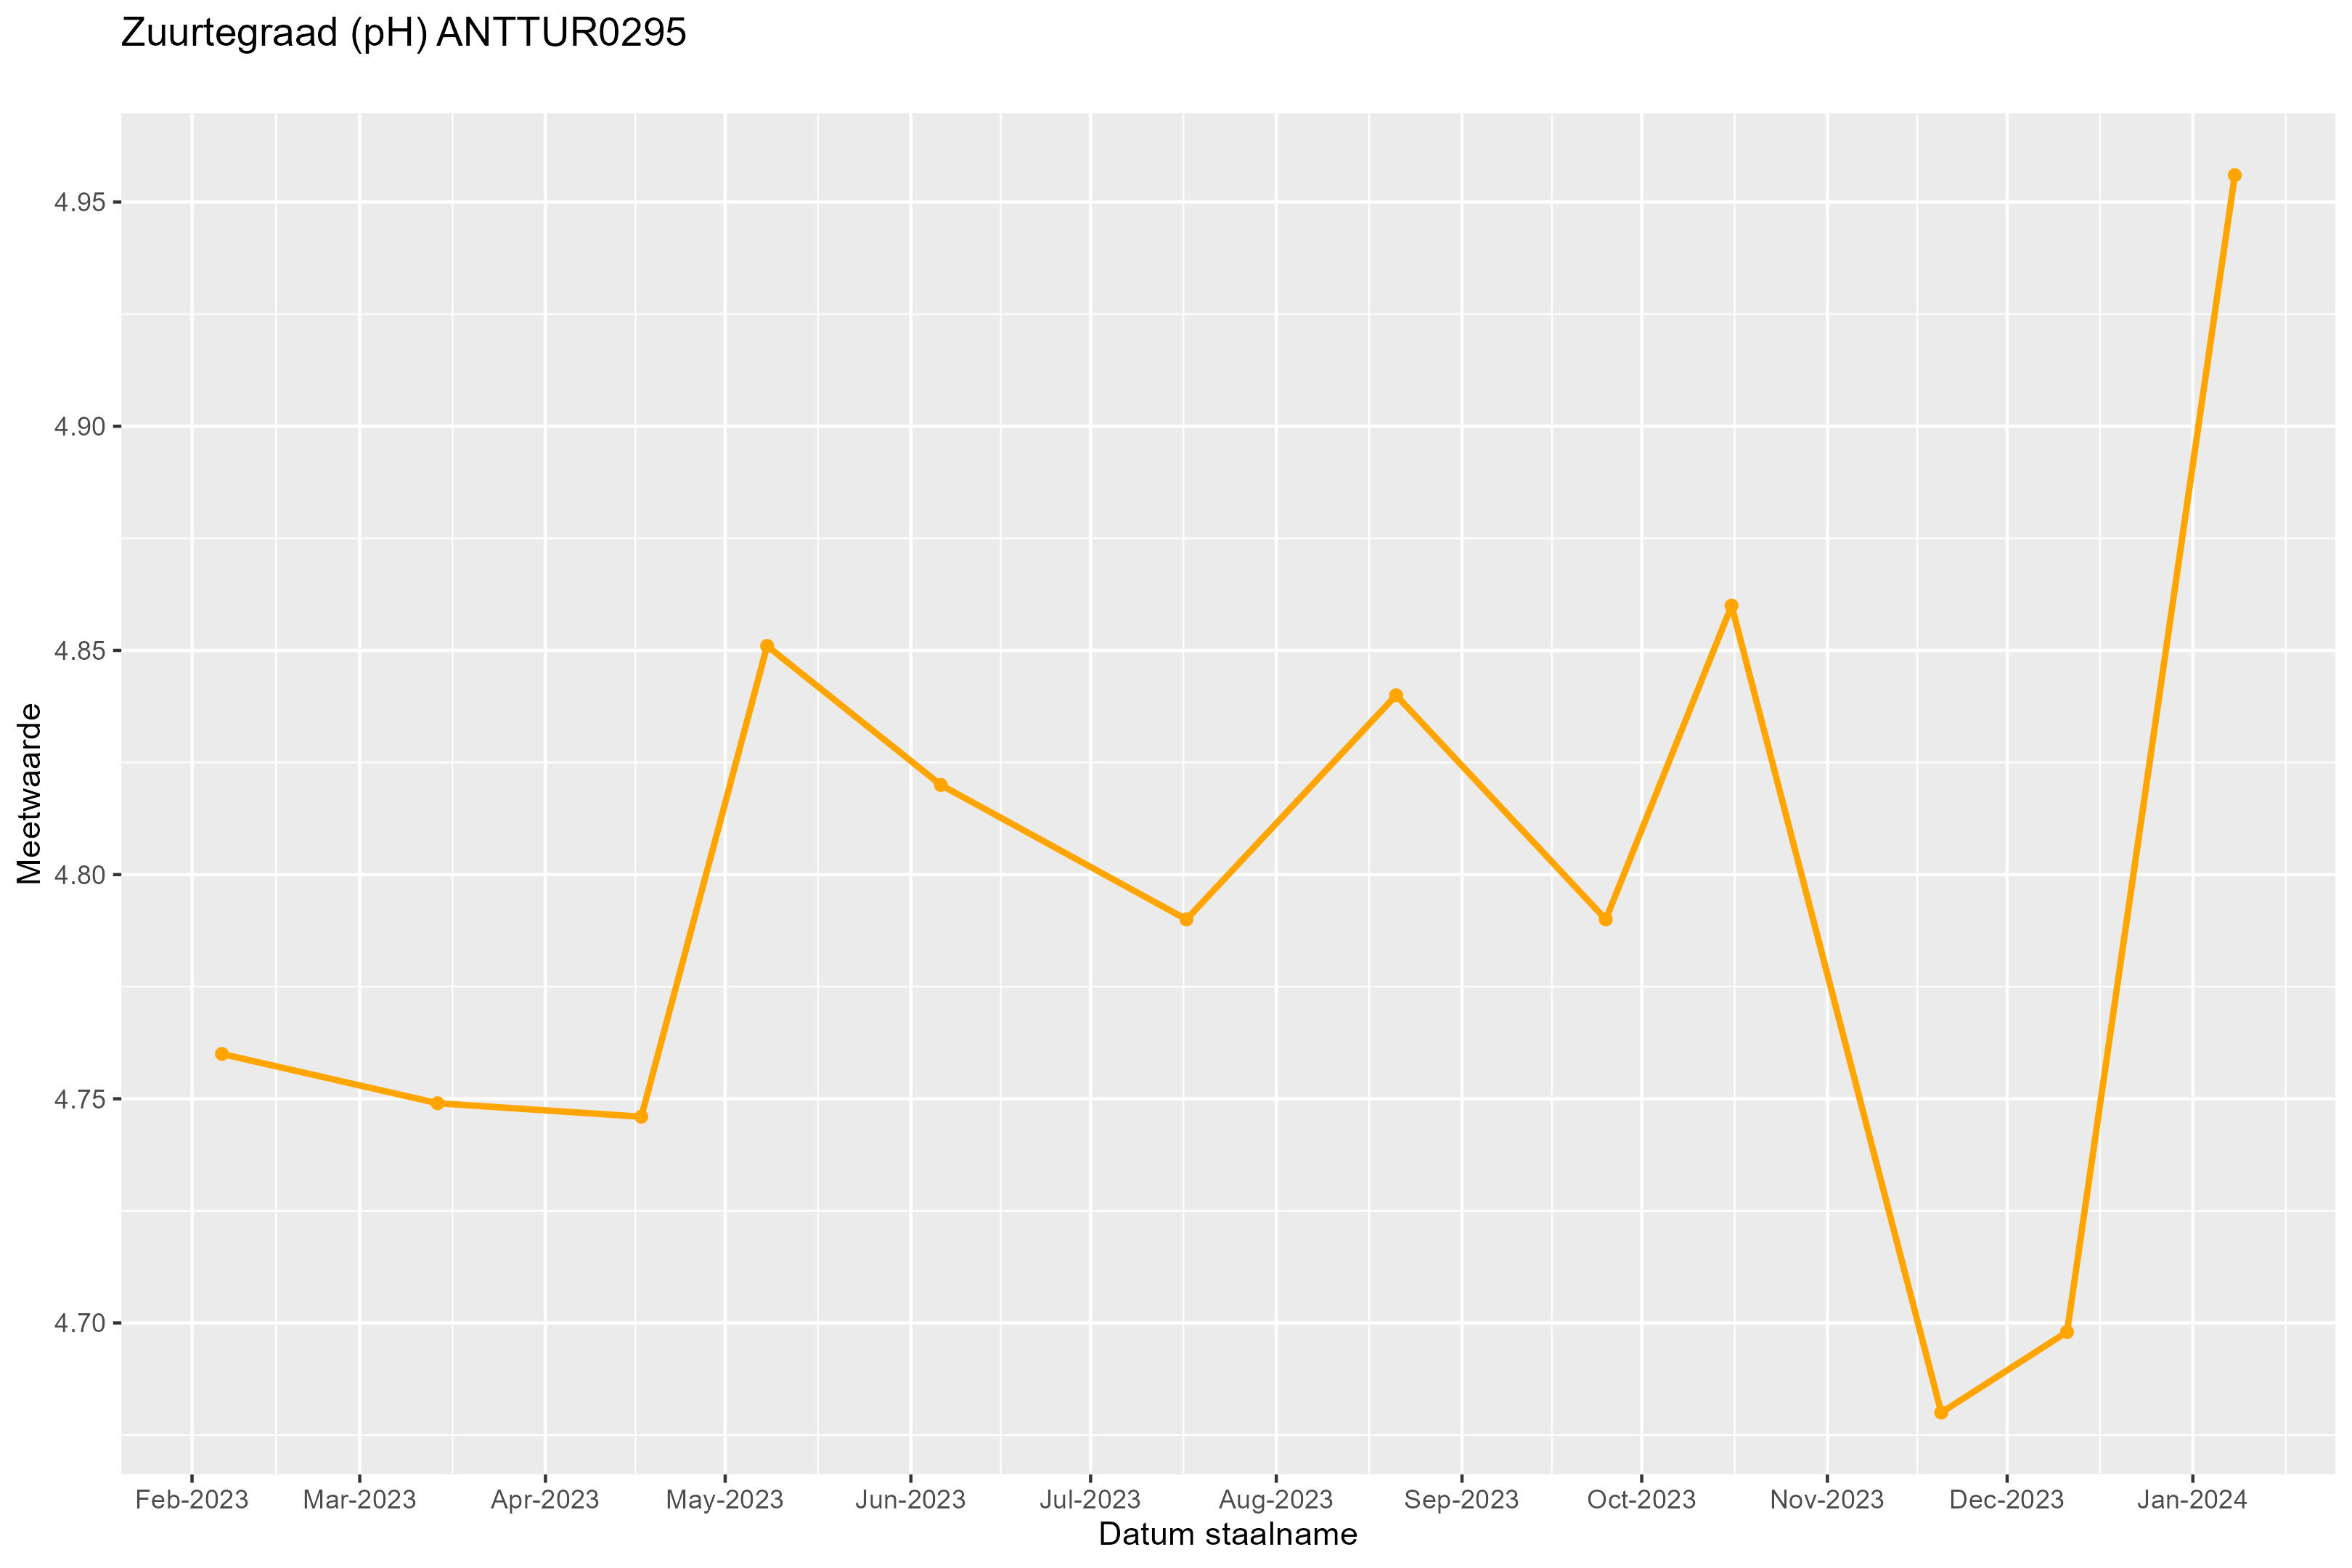 Zuurtegraad (pH) ANTTUR0295
Meetwaarde
4.95
4.90
4.85
4.80
4.75
4.70
Feb-2023 Mar-2023 Apr-2023 May-2023 Jun-2023 Jul-2023 Aug-2023 Sep-2023 Oct-2023 Nov-2023 Dec-2023 Jan-2024
Datum staalname